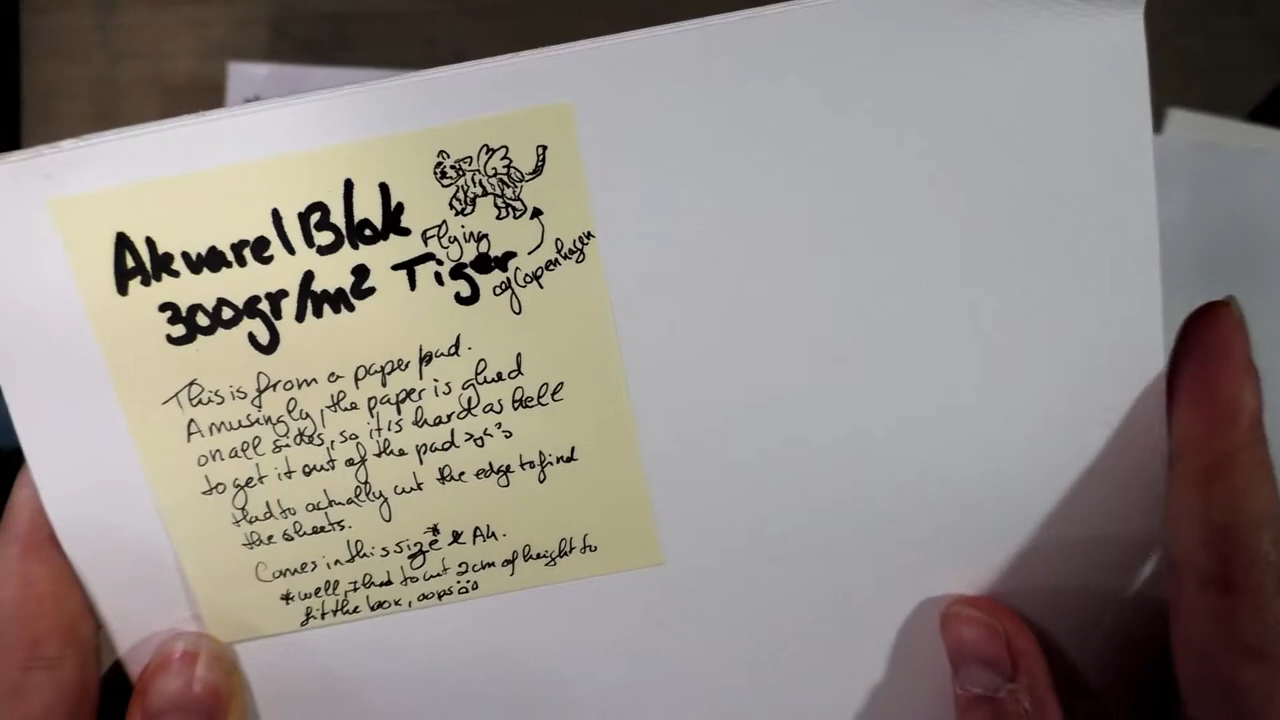 Akvarel Blok
300gr/m2 Tiger
Flying
of Copenhagen
This is from a paper pad.
Amusingly, the paper is glued
on all sides, so it is hard as hell
to get it out of the pad
Had to actually cut the edge to find
the sheets.
Comes in this size* & A4.
*well, I had to cut 2cm of height to
fit the box, oops